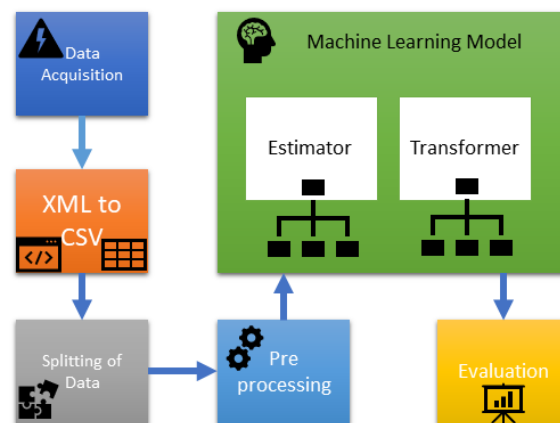 Data
Acquisition
XML to
CSV
</>
Splitting of
Data
Pre
processing
Machine Learning Model
Estimator
Transformer
Evaluation